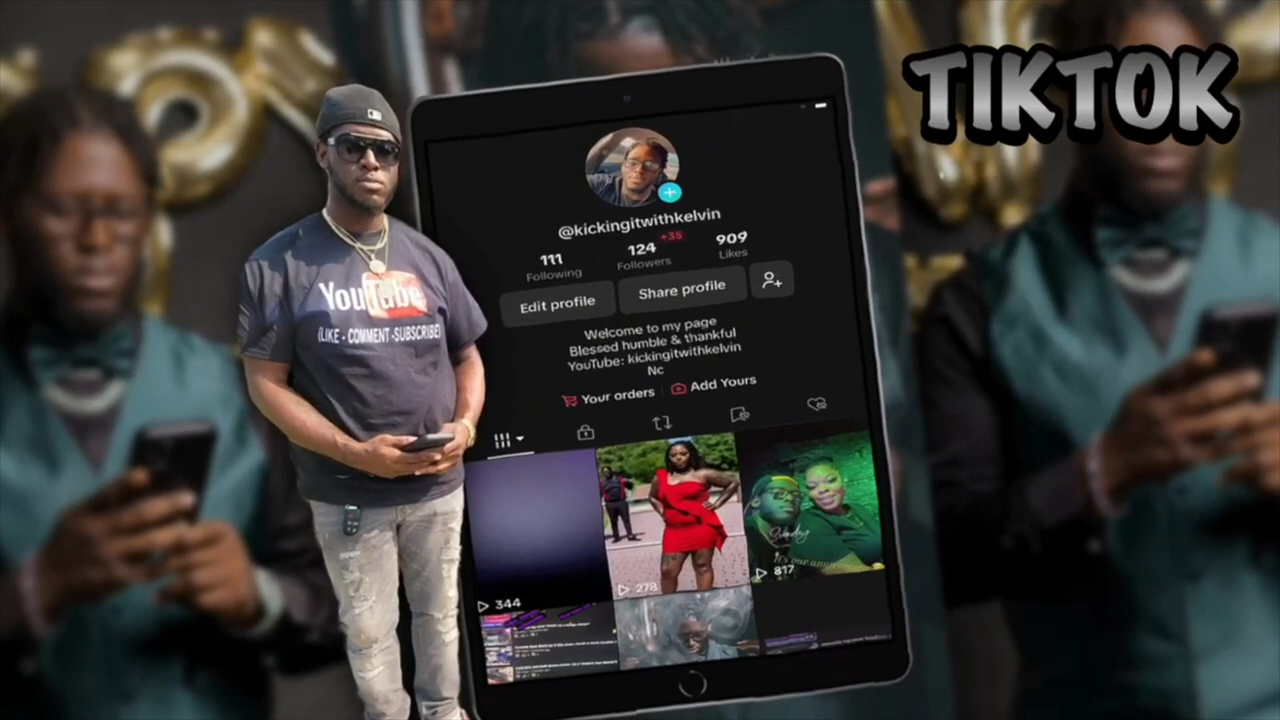 TIKTOK
@kickingitwithkelvin
111
Following
124 +35
Followers
909
Likes
Edit profile
Share profile
Welcome to my page
Blessed humble & thankful
YouTube: kickingitwithkelvin
Nc
Your orders
Add Yours
YouTube
(LIKE - COMMENT -SUBSCRIBE)
344
278
Sunday
817